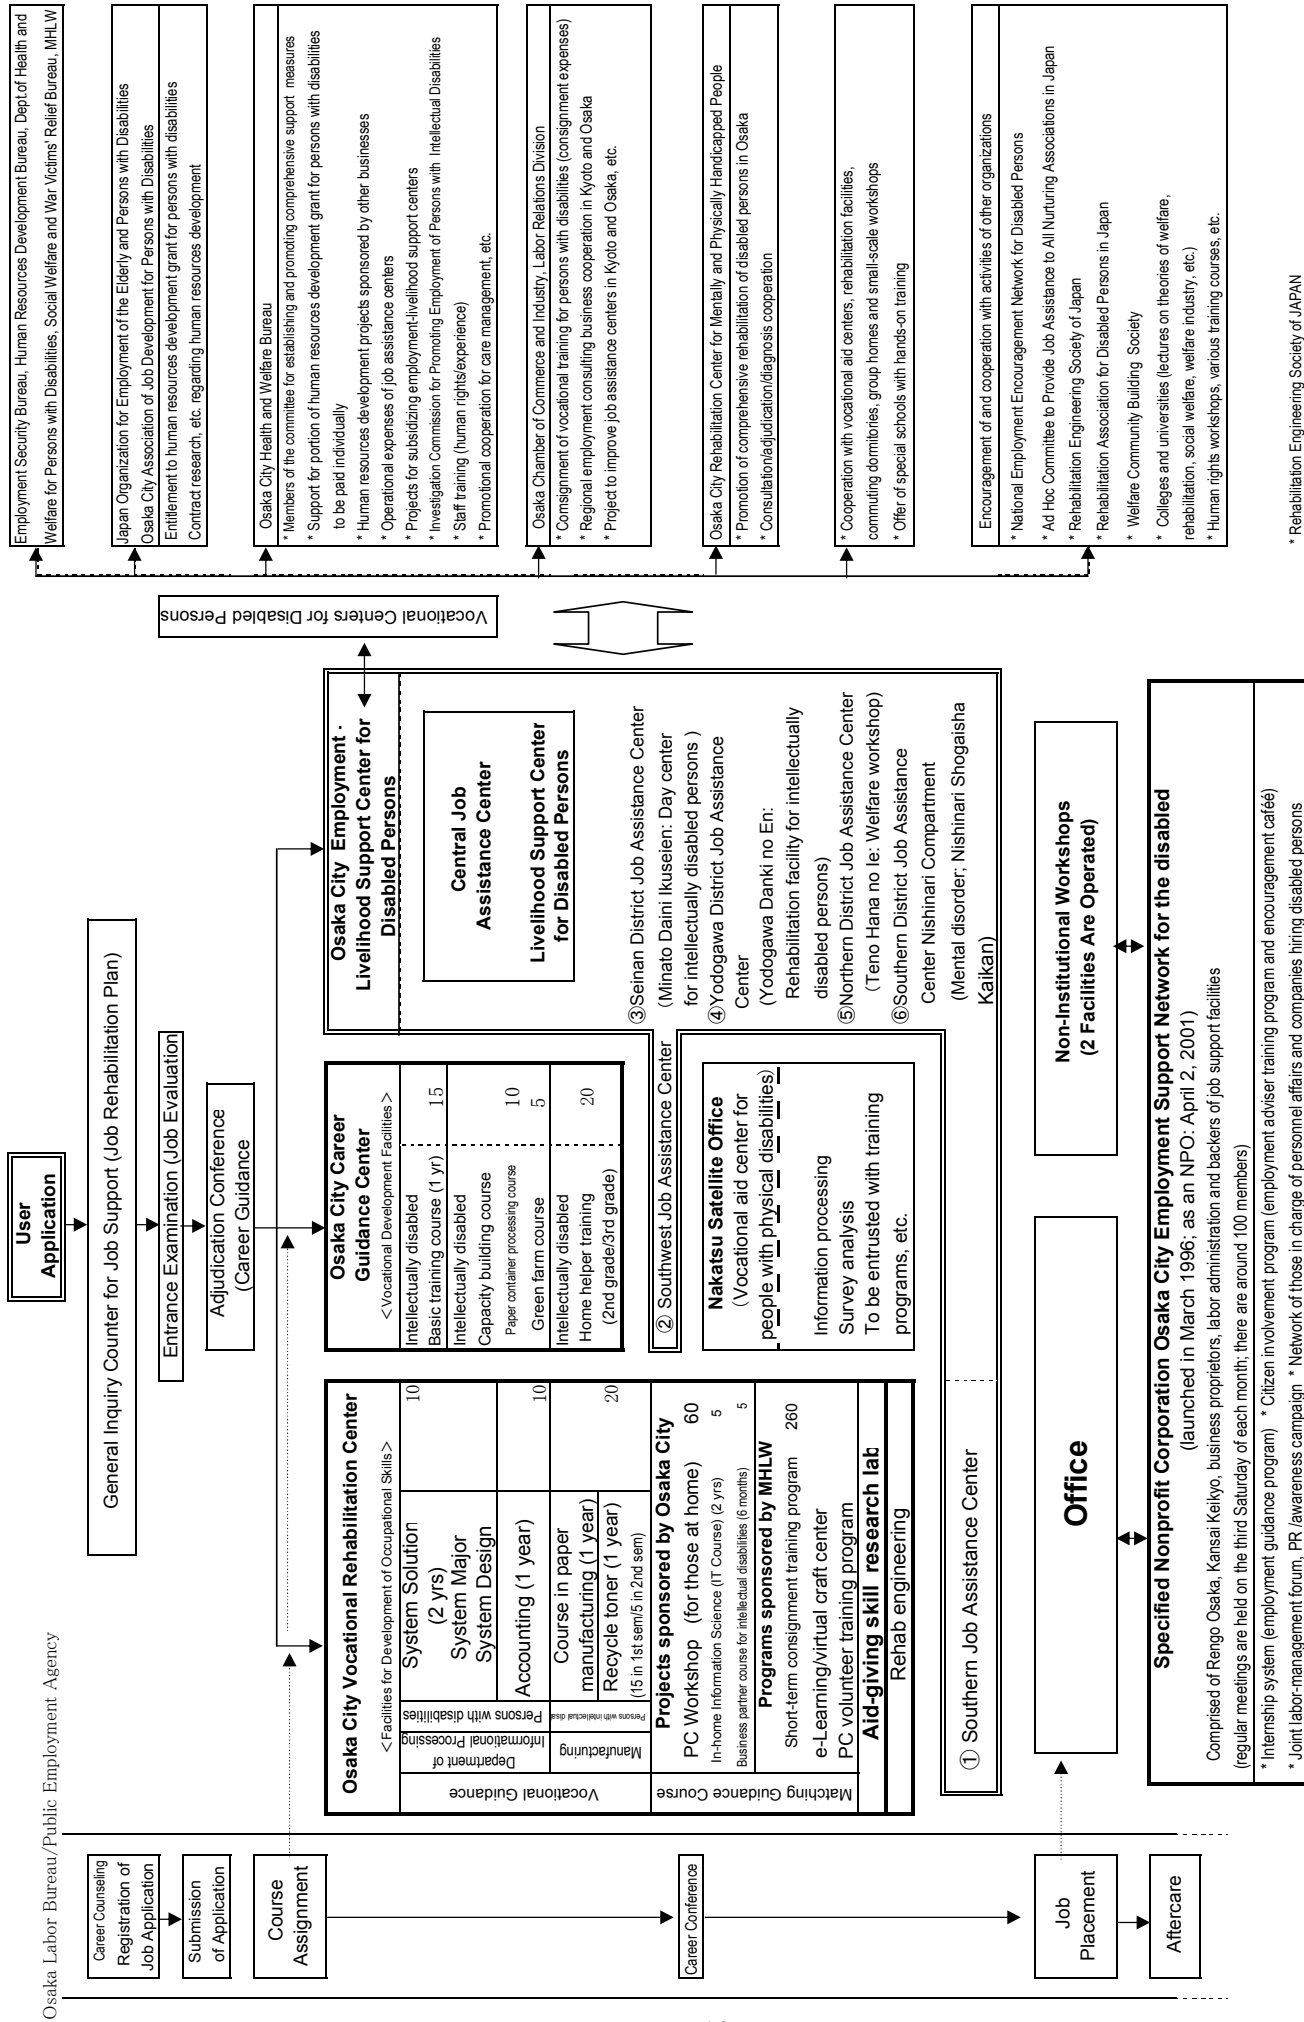 Osaka Labor Bureau/Public Employment Agency
Career Counseling
Registration of
Job Application
Submission
of Application
Course
Assignment
Career Conference
Job
Placement
Aftercare
User
Application
General Inquiry Counter for Job Support (Job Rehabilitation Plan)
Entrance Examination (Job Evaluation
Adjudication Conference
(Career Guidance
Osaka City Vocational Rehabilitation Center
<Facilities for Development of Occupational Skills>
Vocational Guidance
Department of
Informational Processing
Persons with disabilities
System Solution 10
(2 yrs)
System Major
System Design
Accounting (1 year) 10
Manufacturing
Persons with intellectual disa
Course in paper
manufacturing (1 year) 20
Recycle toner (1 year)
(15 in 1st sem/5 in 2nd sem)
Matching Guidance Course
Projects sponsored by Osaka City
PC Workshop (for those at home) 60
In-home Information Science (IT Course) (2 yrs) 5
Business partner course for intellectual disabilities (6 months) 5
Programs sponsored by MHLW
Short-term consignment training program 260
e-Learning/virtual craft center
PC volunteer training program
Aid-giving skill research lab
Rehab engineering
Osaka City Career
Guidance Center
<Vocational Development Facilities>
Intellectually disabled
Basic training course (1 yr) 15
Intellectually disabled
Capacity building course
Paper container processing course 10
Green farm course 5
Intellectually disabled
Home helper training 20
(2nd grade/3rd grade)
Osaka City Employment ·
Livelihood Support Center for
Disabled Persons
Central Job
Assistance Center
Livelihood Support Center
for Disabled Persons
Vocational Centers for Disabled Persons
① Southern Job Assistance Center
② Southwest Job Assistance Center
③Seinan District Job Assistance Center
(Minato Daini Ikuseien: Day center
for intellectually disabled persons )
④Yodogawa District Job Assistance
Center
(Yodogawa Danki no En:
Rehabilitation facility for intellectually
disabled persons)
⑤Northern District Job Assistance Center
(Teno Hana no Ie: Welfare workshop)
⑥Southern District Job Assistance
Center Nishinari Compartment
(Mental disorder; Nishinari Shogaisha
Kaikan)
Nakatsu Satellite Office
(Vocational aid center for
people with physical disabilities)
Information processing
Survey analysis
To be entrusted with training
programs, etc.
Office
Non-Institutional Workshops
(2 Facilities Are Operated)
Specified Nonprofit Corporation Osaka City Employment Support Network for the disabled
(launched in March 1996; as an NPO: April 2, 2001)
Comprised of Rengo Osaka, Kansai Keikyo, business proprietors, labor administration and backers of job support facilities
(regular meetings are held on the third Saturday of each month; there are around 100 members)
* Internship system (employment guidance program) * Citizen involvement program (employment adviser training program and encouragement caféé)
* Joint labor-management forum, PR /awareness campaign * Network of those in charge of personnel affairs and companies hiring disabled persons
Employment Security Bureau, Human Resources Development Bureau, Dept.of Health and
Welfare for Persons with Disabilities, Social Welfare and War Victims' Relief Bureau, MHLW
Japan Organization for Employment of the Elderly and Persons with Disabilities
Osaka City Association of Job Development for Persons with Disabilities
Entitlement to human resources development grant for persons with disabilities
Contract research, etc. regarding human resources development
Osaka City Health and Welfare Bureau
* Members of the committee for establishing and promoting comprehensive support measures
* Support for portion of human resources development grant for persons with disabilities
to be paid individually
* Human resources development projects sponsored by other businesses
* Operational expenses of job assistance centers
* Projects for subsidizing employment-livelihood support centers
* Investigation Commission for Promoting Employment of Persons with Intellectual Disabilities
* Staff training (human rights/experience)
* Promotional cooperation for care management, etc.
Osaka Chamber of Commerce and Industry, Labor Relations Division
* Comsignment of vocational training for persons with disabilities (consignment expenses)
* Regional employment consulting business cooperation in Kyoto and Osaka
* Project to improve job assistance centers in Kyoto and Osaka, etc.
Osaka City Rehabilitation Center for Mentally and Physically Handicapped People
* Promotion of comprehensive rehabilitation of disabled persons in Osaka
* Consultation/adjudication/diagnosis cooperation
* Cooperation with vocational aid centers, rehabilitation facilities,
commuting dormitories, group homes and small-scale workshops
* Offer of special schools with hands-on training
Encouragement of and cooperation with activities of other organizations
* National Employment Encouragement Network for Disabled Persons
* Ad Hoc Committee to Provide Job Assistance to All Nurturing Associations in Japan
* Rehabilitation Engineering Society of Japan
* Rehabilitation Association for Disabled Persons in Japan
* Welfare Community Building Society
* Colleges and universities (lectures on theories of welfare,
rehabilitation, social welfare, welfare industry, etc.)
* Human rights workshops, various training courses, etc.
* Rehabilitation Engineering Society of JAPAN